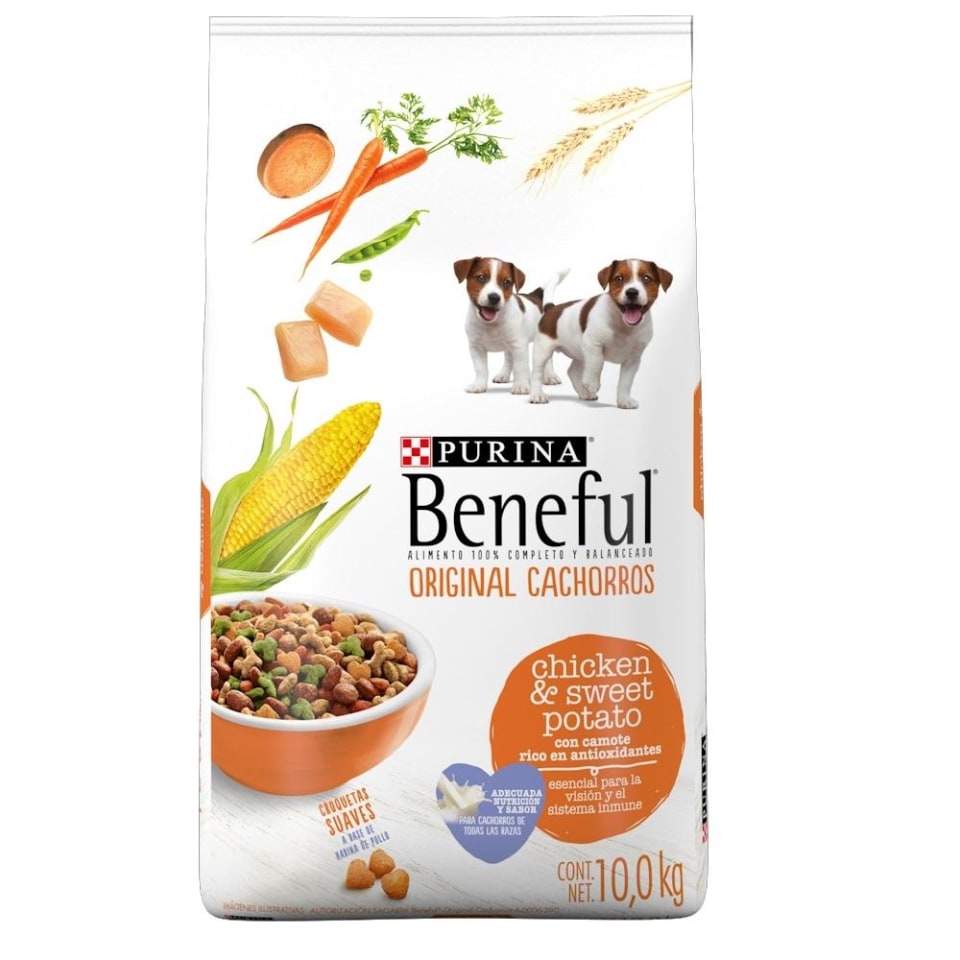 PURINA®
Beneful®
ALIMENTO 100% COMPLETO Y BALANCEADO
ORIGINAL CACHORROS
chicken
& sweet
potato
con camote
rico en antioxidantes
esencial para la
visión y el
sistema inmune
ADECUADA
NUTRICIÓN
Y SABOR
PARA CACHORROS DE
TODAS LAS RAZAS
CROQUETAS
SUAVES
A BASE DE
HARINA DE POLLO
CONT.
NET. 10,0 kg
IMÁGENES ILUSTRATIVAS
PURINA